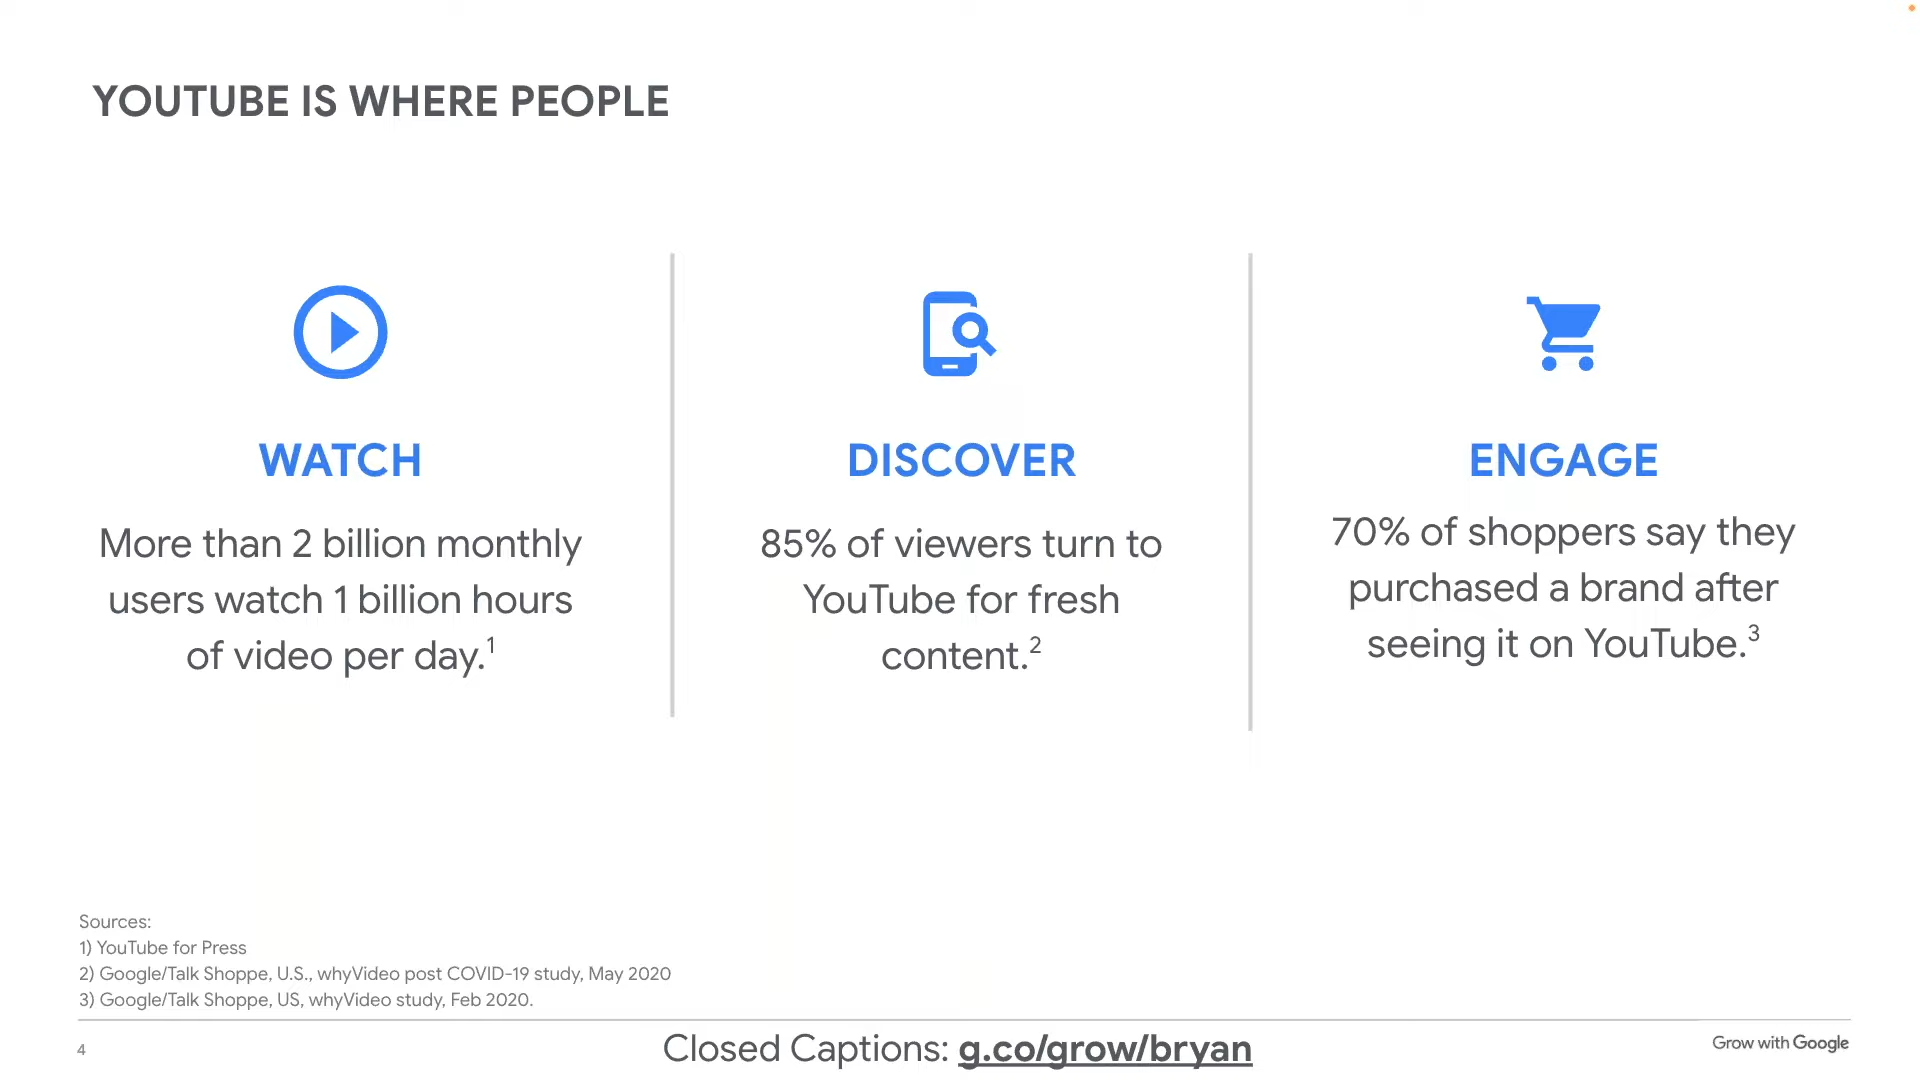 YOUTUBE IS WHERE PEOPLE
WATCH
More than 2 billion monthly
users watch 1 billion hours
of video per day.1
DISCOVER
85% of viewers turn to
YouTube for fresh
content.2
ENGAGE
70% of shoppers say they
purchased a brand after
seeing it on YouTube.3
Sources:
1) YouTube for Press
2) Google/Talk Shoppe, U.S., whyVideo post COVID-19 study, May 2020
3) Google/Talk Shoppe, US, whyVideo study, Feb 2020.
4
Closed Captions: g.co/grow/bryan
Grow with Google